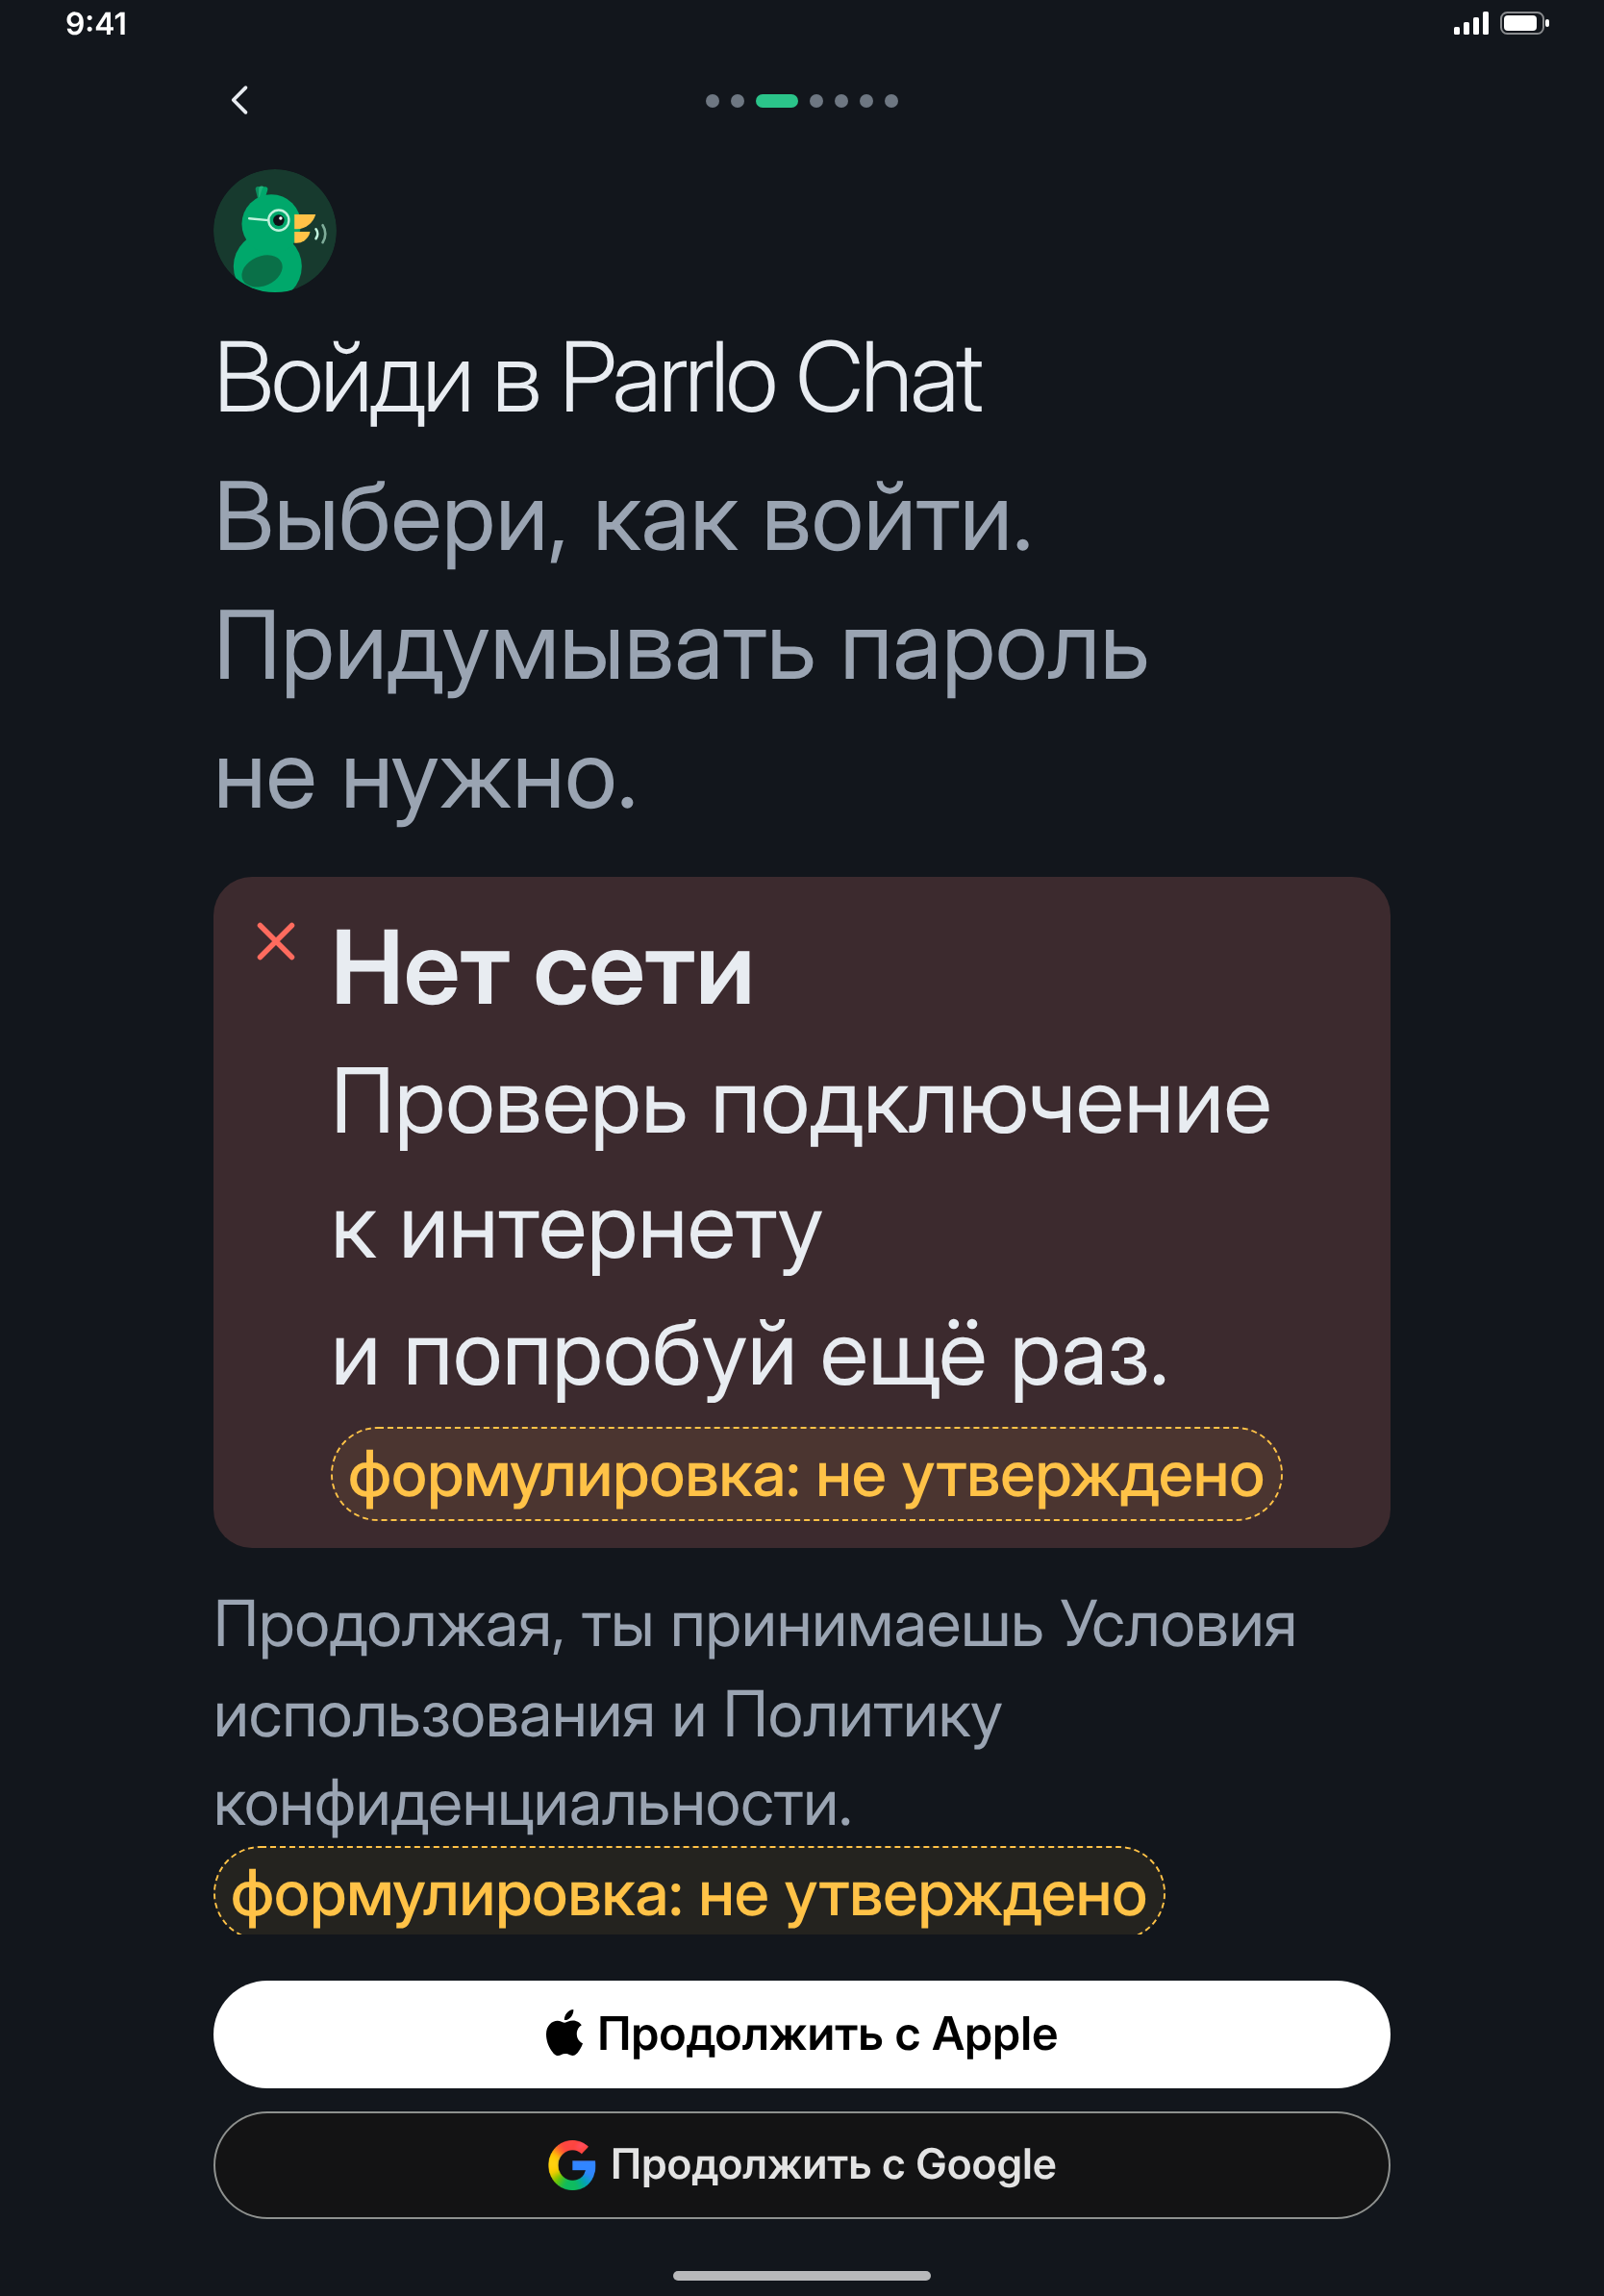 9:41
Войди в Parrlo Chat
Выбери, как войти.
Придумывать пароль
не нужно.
Нет сети
Проверь подключение
к интернету
и попробуй ещё раз.
формулировка: не утверждено
Продолжая, ты принимаешь Условия
использования и Политику
конфиденциальности.
формулировка: не утверждено
Продолжить с Apple
Продолжить с Google